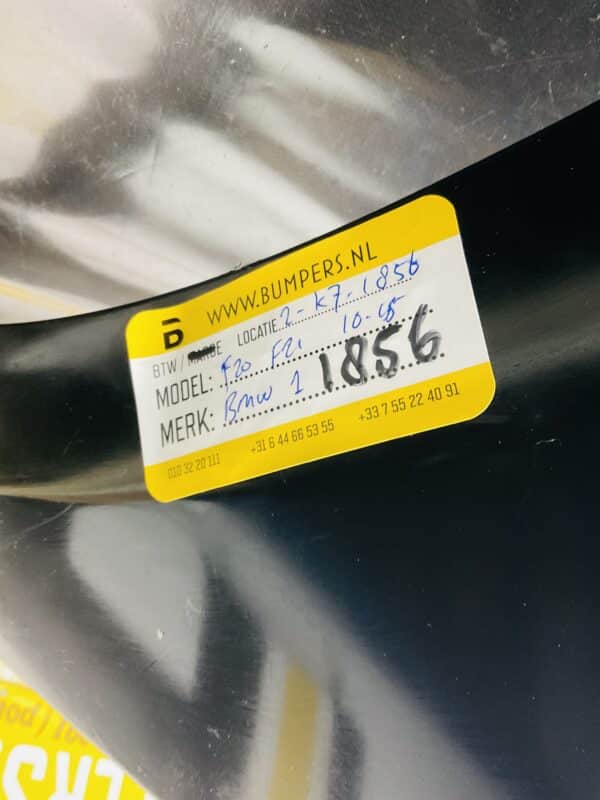 WWW.BUMPERS.NL
BTW / LOCATIE: 2-K7-1856
MODEL: F20 F21 10-15
MERK: BMW 1 1856
010 32 20 111 +31 6 44 66 53 55 +33 7 55 22 40 91